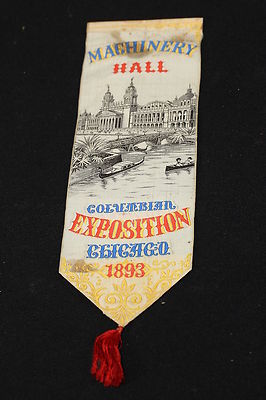 MACHINERY
HALL
COLUMBIAN
EXPOSITION
CHICAGO.
1893